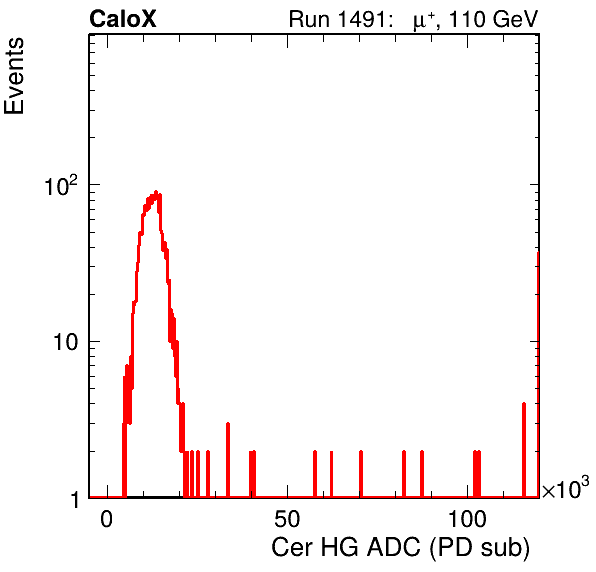 CaloX Run 1491: μ⁺, 110 GeV
Events
10²
10
1
0 50 100 ×10³
Cer HG ADC (PD sub)